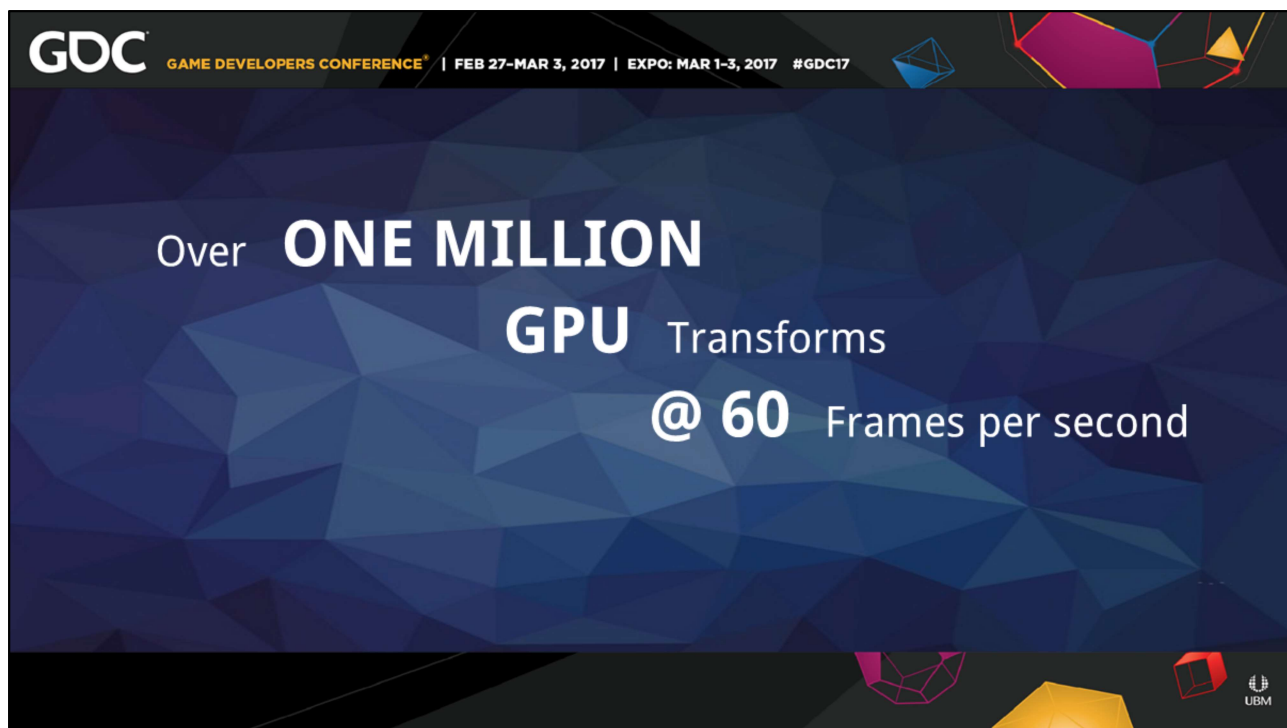 GDC GAME DEVELOPERS CONFERENCE® | FEB 27–MAR 3, 2017 | EXPO: MAR 1–3, 2017 #GDC17
Over ONE MILLION
GPU Transforms
@ 60 Frames per second
UBM